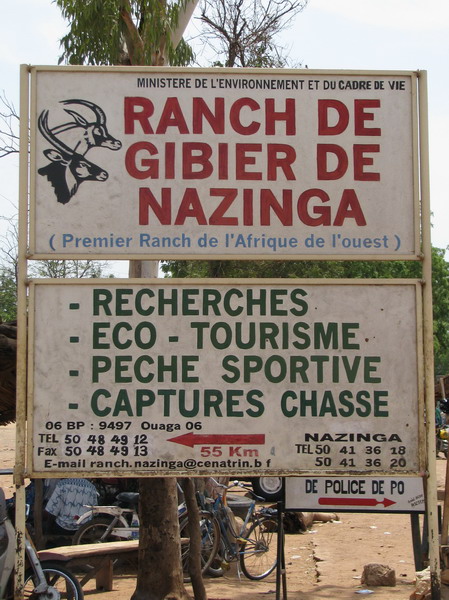 MINISTERE DE L'ENVIRONNEMENT ET DU CADRE DE VIE
RANCH DE
GIBIER DE
NAZINGA
( Premier Ranch de l'Afrique de l'ouest )
- RECHERCHES
- ECO - TOURISME
- PECHE SPORTIVE
- CAPTURES CHASSE
06 BP : 9497 Ouaga 06
TEL 50 48 49 12
Fax 50 48 49 13
55 Km
E-mail ranch.nazinga@cenatrin.bf
NAZINGA
TEL 50 41 36 18
50 41 36 20
DE POLICE DE PO